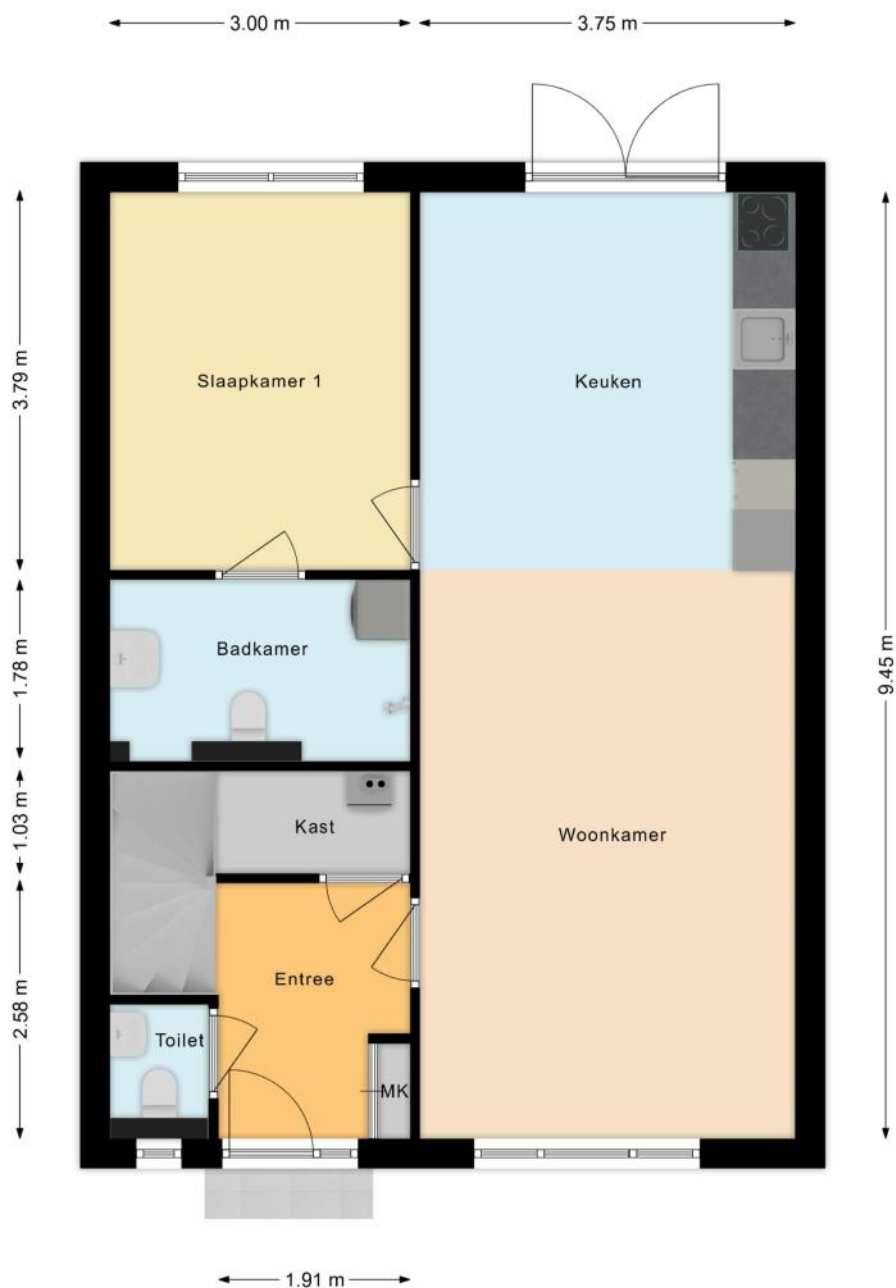 3.00 m
3.75 m
3.79 m
Slaapkamer 1
Keuken
9.45 m
1.78 m
Badkamer
1.03 m
Kast
Woonkamer
2.58 m
Entree
Toilet
MK
1.91 m